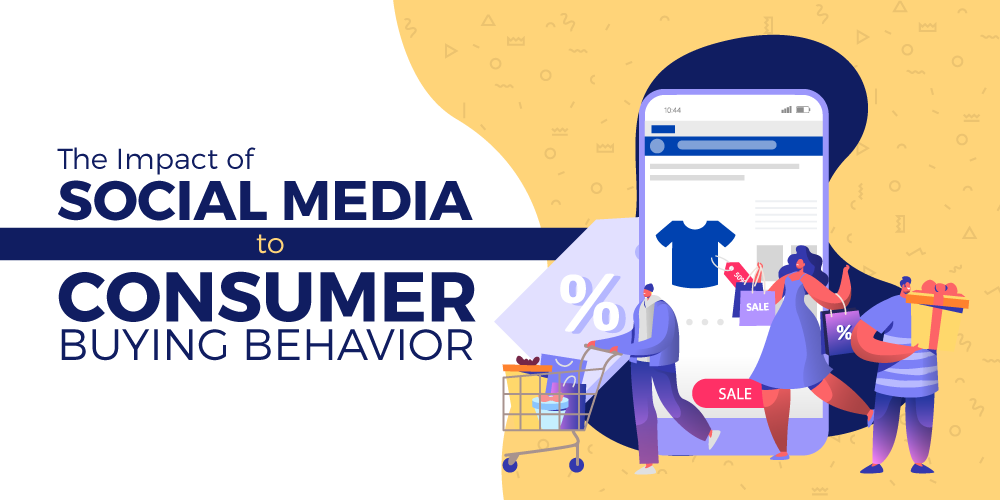 The Impact of
SOCIAL MEDIA
to
CONSUMER
BUYING BEHAVIOR
10:44
50%
%
SALE
%
SALE